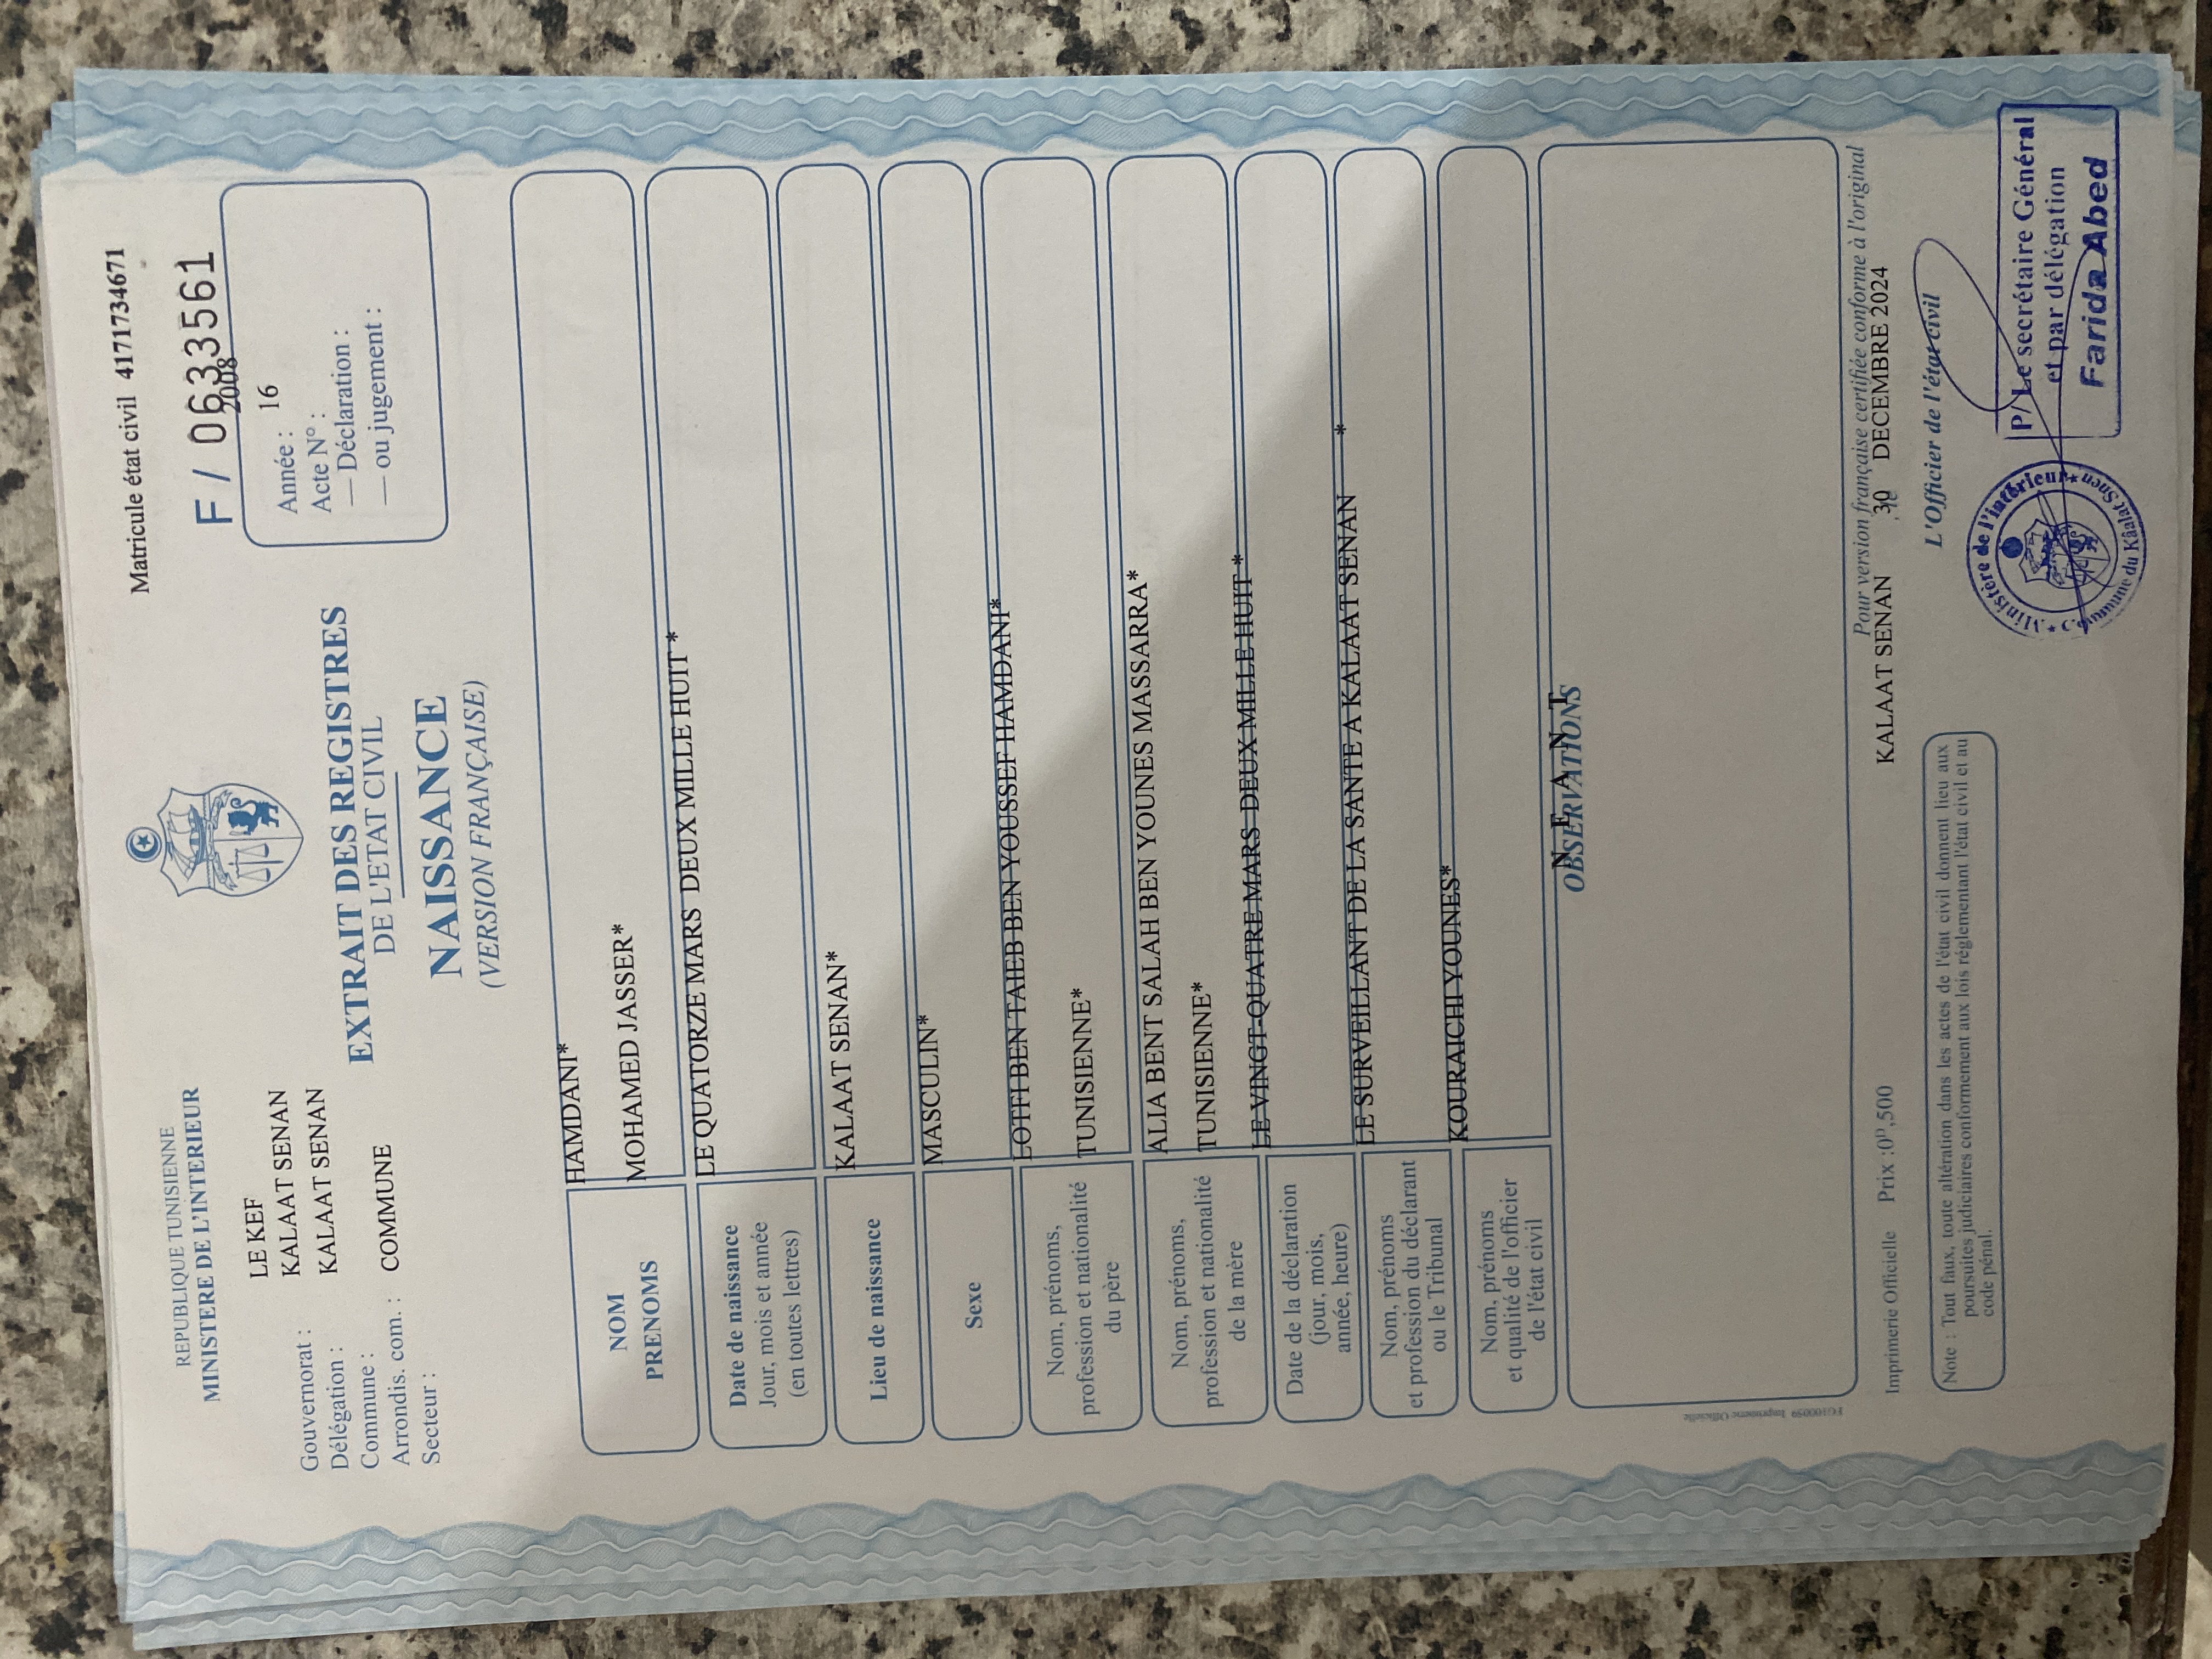 Matricule état civil 41717734671
REPUBLIQUE TUNISIENNE
MINISTERE DE L'INTERIEUR
F / 0633561
Gouvernorat : LE KEF
Délégation : KALAAT SENAN
Commune : KALAAT SENAN
Arrondis. com. : COMMUNE
Secteur :
2008
Année :
16
Acte N° :
— Déclaration :
— ou jugement :
EXTRAIT DES REGISTRES
DE L'ETAT CIVIL
NAISSANCE
(VERSION FRANÇAISE)
NOM
PRENOMS
HAMDANI*
MOHAMED JASSER*
Date de naissance
Jour, mois et année
(en toutes lettres)
LE QUATORZE MARS DEUX MILLE HUIT *
Lieu de naissance
KALAAT SENAN*
Sexe
MASCULIN*
Nom, prénoms,
profession et nationalité
du père
LOTFI BEN TAIEB BEN YOUSSEF HAMDANI*
TUNISIENNE*
Nom, prénoms,
profession et nationalité
de la mère
ALIA BENT SALAH BEN YOUNES MASSARRA*
TUNISIENNE*
Date de la déclaration
(jour, mois,
année, heure)
LE VINGT-QUATRE MARS DEUX MILLE HUIT *
Nom, prénoms
et profession du déclarant
ou le Tribunal
LE SURVEILLANT DE LA SANTE A KALAAT SENAN *
Nom, prénoms
et qualité de l'officier
de l'état civil
KOURAICHI YOUNES*
N E A N T
OBSERVATIONS
FG100059 Imprimerie Officielle
Pour version française certifiée conforme à l'original
KALAAT SENAN 30 DECEMBRE 2024
Imprimerie Officielle Prix :0ᴰ,500
L'Officier de l'état civil
Note : Tout faux, toute altération dans les actes de l'état civil donnent lieu aux
poursuites judiciaires conformement aux lois réglementant l'état civil et au
code pénal.
P/ Le secrétaire Général
et par délégation
Farida Abed
* Ministère de l'intérieur *
Commune du Kâlaat Snen